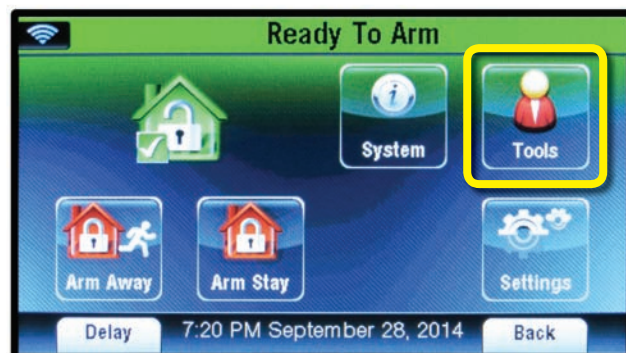 Ready To Arm
System
Tools
Arm Away
Arm Stay
Settings
Delay
7:20 PM September 28, 2014
Back